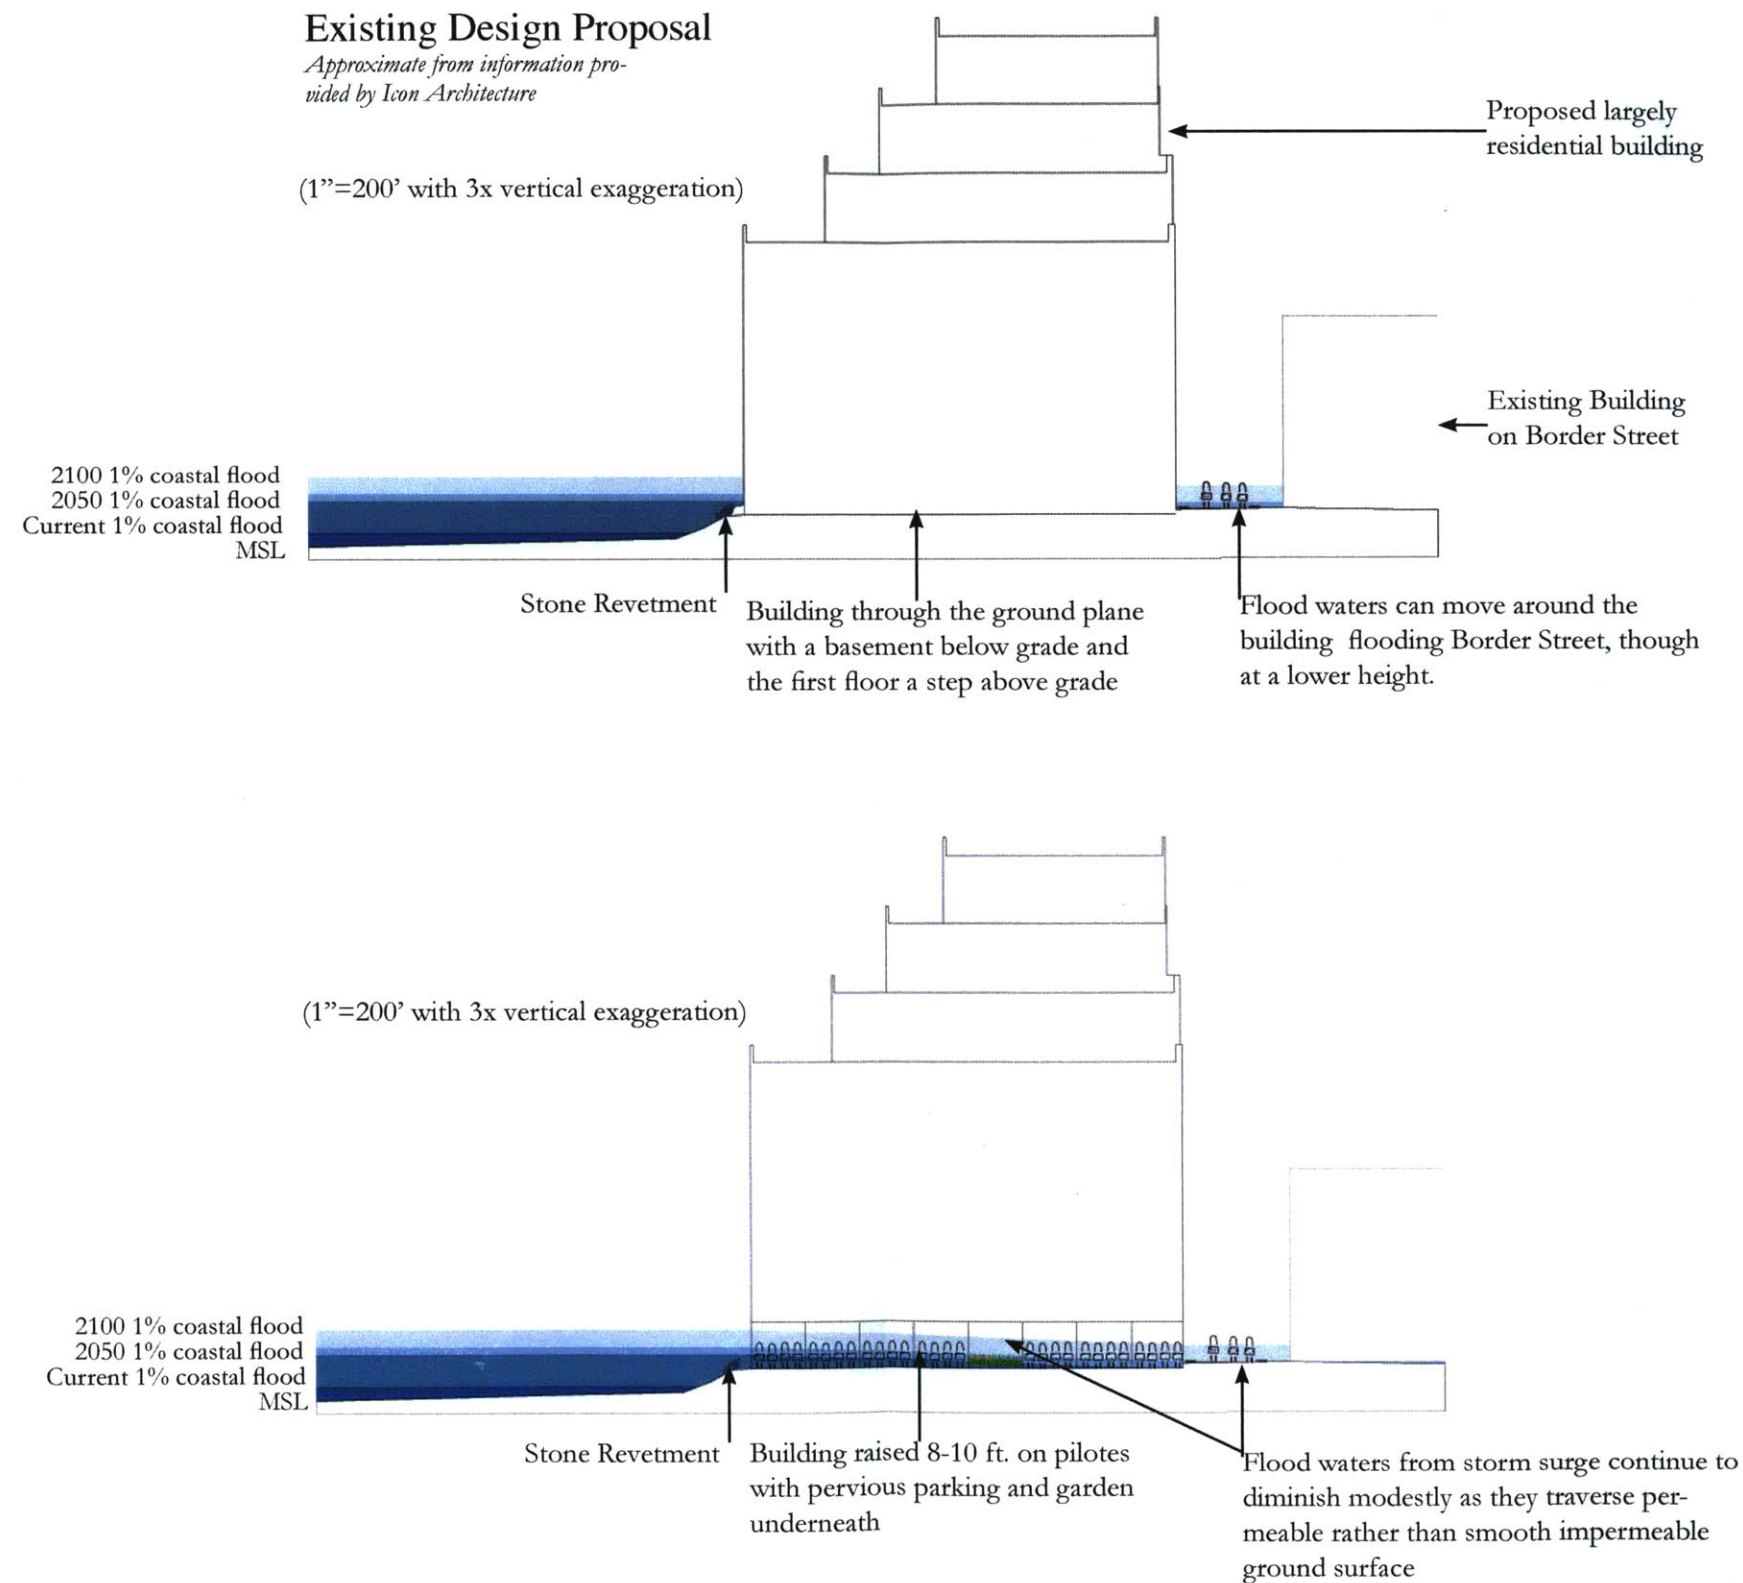 Existing Design Proposal
Approximate from information pro-
vided by Icon Architecture
(1”=200’ with 3x vertical exaggeration)
Proposed largely
residential building
Existing Building
on Border Street
2100 1% coastal flood
2050 1% coastal flood
Current 1% coastal flood
MSL
Stone Revetment
Building through the ground plane
with a basement below grade and
the first floor a step above grade
Flood waters can move around the
building flooding Border Street, though
at a lower height.
(1”=200’ with 3x vertical exaggeration)
2100 1% coastal flood
2050 1% coastal flood
Current 1% coastal flood
MSL
Stone Revetment
Building raised 8-10 ft. on pilotes
with pervious parking and garden
underneath
Flood waters from storm surge continue to
diminish modestly as they traverse per-
meable rather than smooth impermeable
ground surface